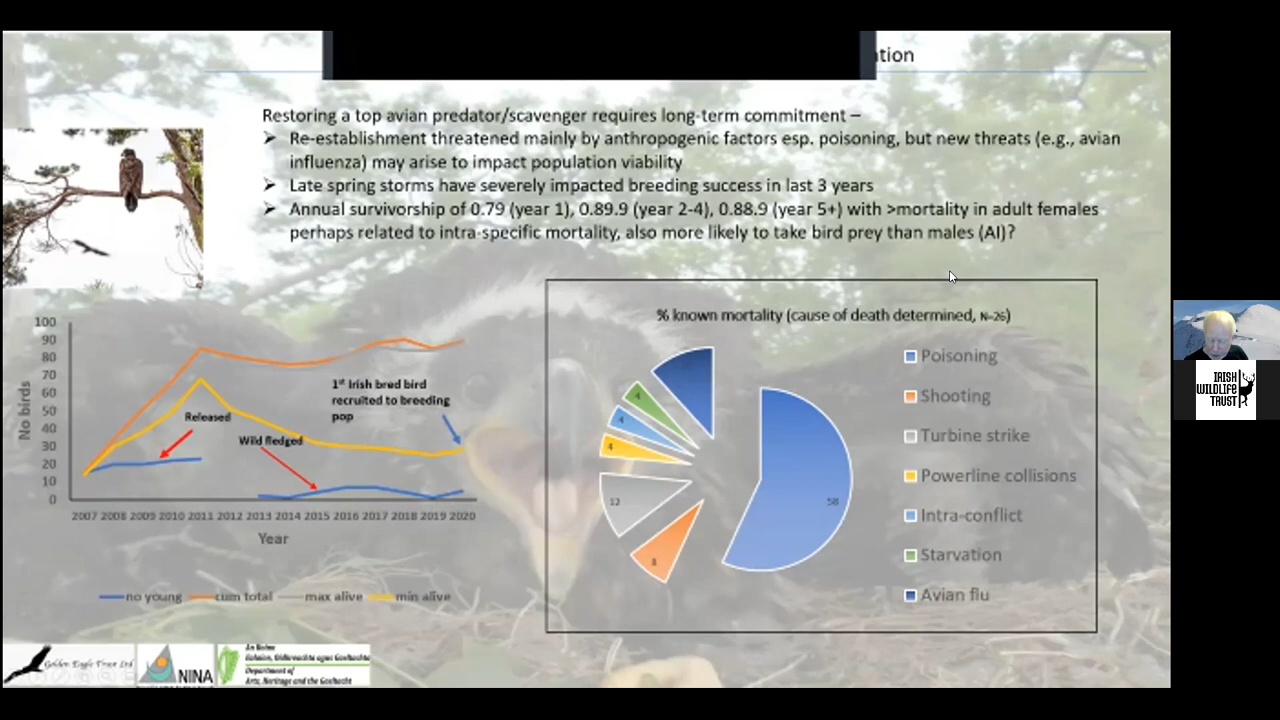 ntion
Restoring a top avian predator/scavenger requires long-term commitment –
➤ Re-establishment threatened mainly by anthropogenic factors esp. poisoning, but new threats (e.g., avian
influenza) may arise to impact population viability
➤ Late spring storms have severely impacted breeding success in last 3 years
➤ Annual survivorship of 0.79 (year 1), 0.89.9 (year 2-4), 0.88.9 (year 5+) with >mortality in adult females
perhaps related to intra-specific mortality, also more likely to take bird prey than males (AI)?
100
90
80
70
60
50
40
30
20
10
0
No birds
1st Irish bred bird
recruited to breeding
pop
Released
Wild fledged
2007 2008 2009 2010 2011 2012 2013 2014 2015 2016 2017 2018 2019 2020
Year
no young cum total max alive min alive
% known mortality (cause of death determined, N=26)
58
8
12
4
4
4
Poisoning
Shooting
Turbine strike
Powerline collisions
Intra-conflict
Starvation
Avian flu
Golden Eagle Trust Ltd
NINA
An Roinn
Ealaíon, Oidhreachta agus Gaeltachta
Department of
Arts, Heritage and the Gaeltacht
IRISH
WILDLIFE
TRUST